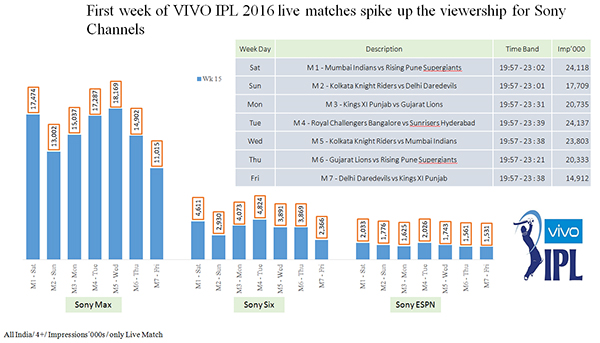 First week of VIVO IPL 2016 live matches spike up the viewership for Sony
Channels
Week Day Description Time Band Imp'000
Sat M 1 - Mumbai Indians vs Rising Pune Supergiants 19:57 - 23 : 02 24,118
Sun M 2 - Kolkata Knight Riders vs Delhi Daredevils 19:57 - 23 : 01 17,709
Mon M 3 - Kings XI Punjab vs Gujarat Lions 19:57 - 23 : 31 20,735
Tue M 4 - Royal Challengers Bangalore vs Sunrisers Hyderabad 19:57 - 23 : 39 24,137
Wed M 5 - Kolkata Knight Riders vs Mumbai Indians 19:57 - 23 : 38 23,803
Thu M 6 - Gujarat Lions vs Rising Pune Supergiants 19:57 - 23 : 21 20,333
Fri M 7 - Delhi Daredevils vs Kings XI Punjab 19:57 - 23 : 38 14,912
Wk 15
17,474 13,002 15,037 17,287 18,169 14,902 11,015
4,611 2,930 4,073 4,824 3,891 3,869 2,366
2,033 1,776 1,625 2,026 1,743 1,561 1,531
M1 - Sat M2 - Sun M3 - Mon M4 - Tue M5 - Wed M6 - Thu M7 - Fri
M1 - Sat M2 - Sun M3 - Mon M4 - Tue M5 - Wed M6 - Thu M7 - Fri
M1 - Sat M2 - Sun M3 - Mon M4 - Tue M5 - Wed M6 - Thu M7 - Fri
Sony Max Sony Six Sony ESPN
vivo
IPL
All India/ 4+/ Impressions'000s / only Live Match